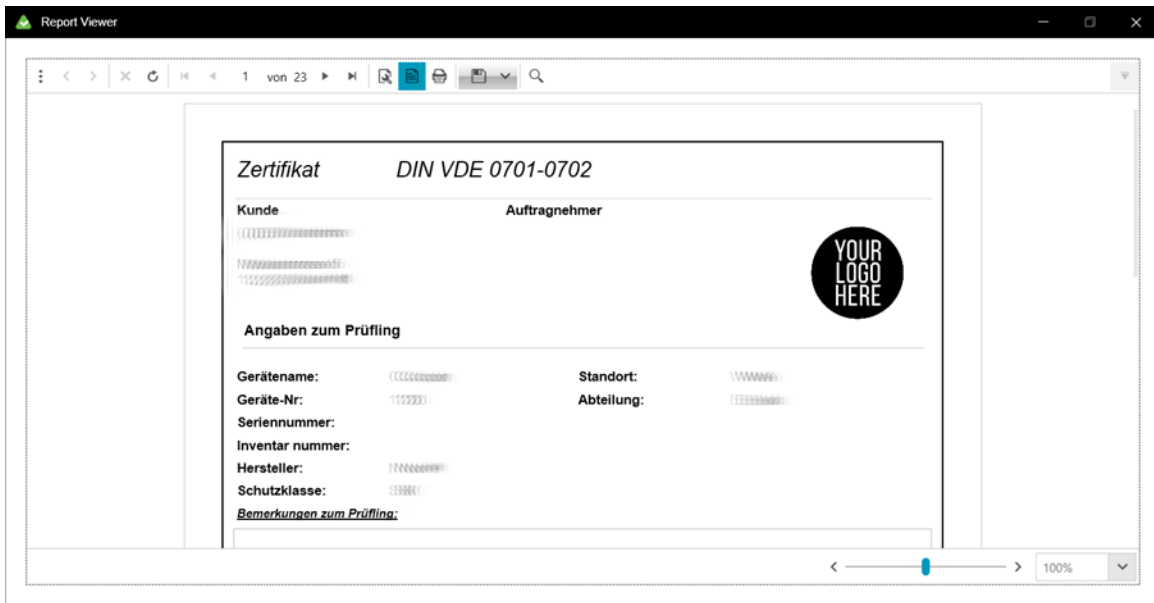 Report Viewer
1 von 23
Zertifikat DIN VDE 0701-0702
Kunde Auftragnehmer
YOUR
LOGO
HERE
Angaben zum Prüfling
Gerätename: Standort:
Geräte-Nr: Abteilung:
Seriennummer:
Inventar nummer:
Hersteller:
Schutzklasse:
Bemerkungen zum Prüfling:
100%